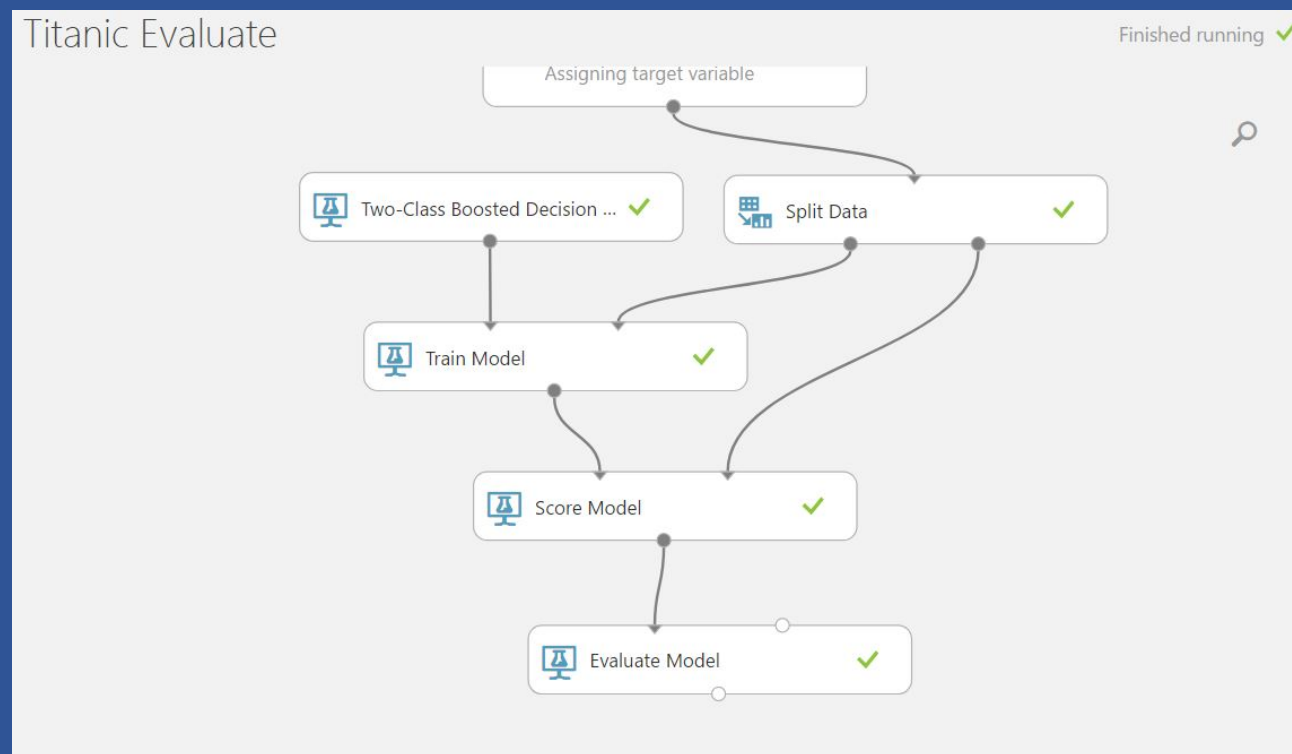 Titanic Evaluate
Finished running
Assigning target variable
Two-Class Boosted Decision ...
Split Data
Train Model
Score Model
Evaluate Model